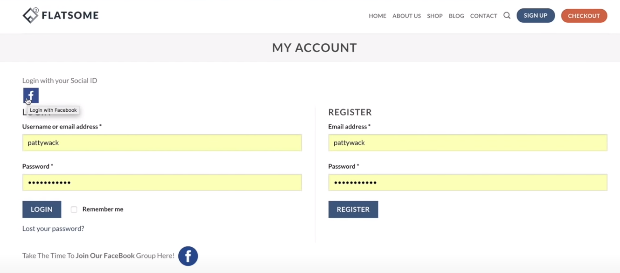 FLATSOME
HOME ABOUT US SHOP BLOG CONTACT SIGN UP CHECKOUT
MY ACCOUNT
Login with your Social ID
Login with Facebook
REGISTER
Username or email address *
Email address *
pattywack
pattywack
Password *
Password *
•••••••••••
•••••••••••
LOGIN
Remember me
REGISTER
Lost your password?
Take The Time To Join Our FaceBook Group Here!